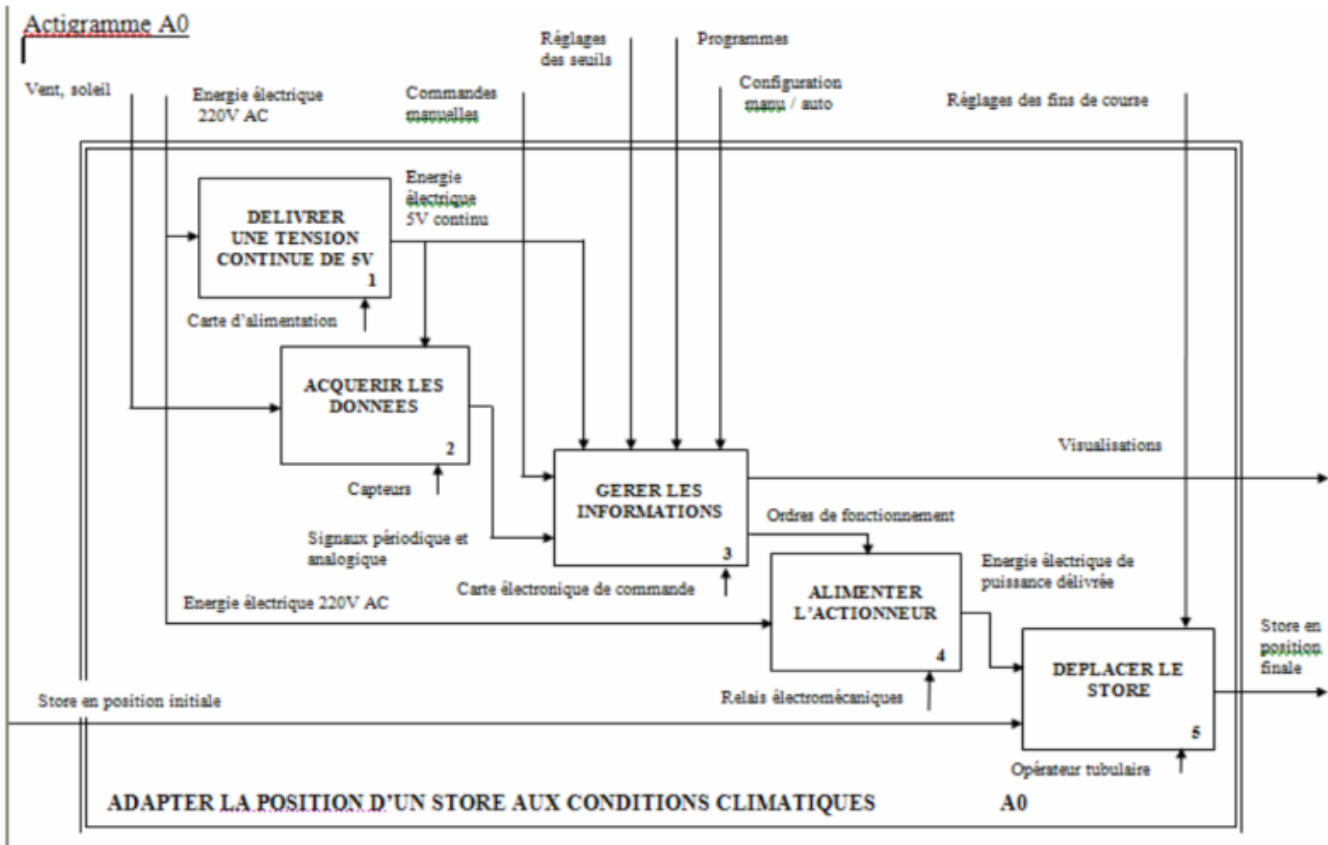 Actigramme A0
Vent, soleil
Energie électrique
220V AC
Commandes
manuelles
Réglages
des seuils
Programmes
Configuration
manu / auto
Réglages des fins de course
DELIVRER
UNE TENSION
CONTINUE DE 5V
1
Energie
électrique
5V continu
Carte d'alimentation
ACQUERIR LES
DONNEES
2
Capteurs
Signaux périodique et
analogique
GERER LES
INFORMATIONS
3
Visualisations
Ordres de fonctionnement
Carte électronique de commande
Energie électrique 220V AC
ALIMENTER
L'ACTIONNEUR
4
Energie électrique de
puissance délivrée
Relais électromécaniques
Store en position initiale
DEPLACER LE
STORE
5
Store en
position
finale
Opérateur tubulaire
ADAPTER LA POSITION D'UN STORE AUX CONDITIONS CLIMATIQUES A0